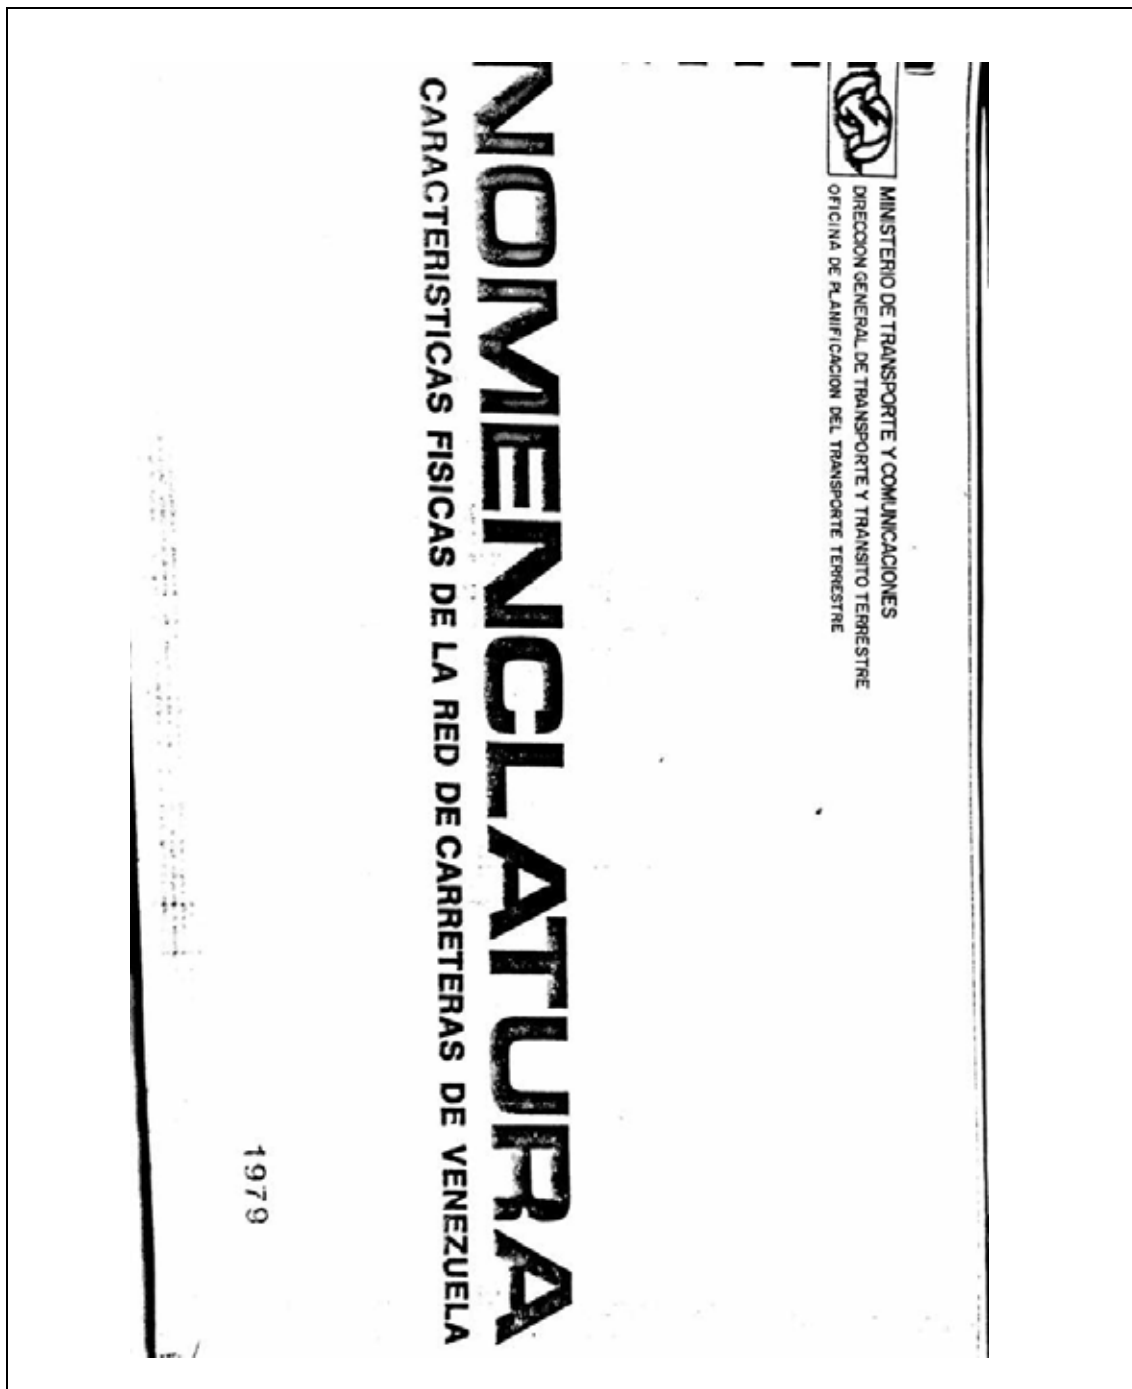 MINISTERIO DE TRANSPORTE Y COMUNICACIONES
DIRECCION GENERAL DE TRANSPORTE Y TRANSITO TERRESTRE
OFICINA DE PLANIFICACION DEL TRANSPORTE TERRESTRE
NOMENCLATURA
CARACTERISTICAS FISICAS DE LA RED DE CARRETERAS DE VENEZUELA
1979